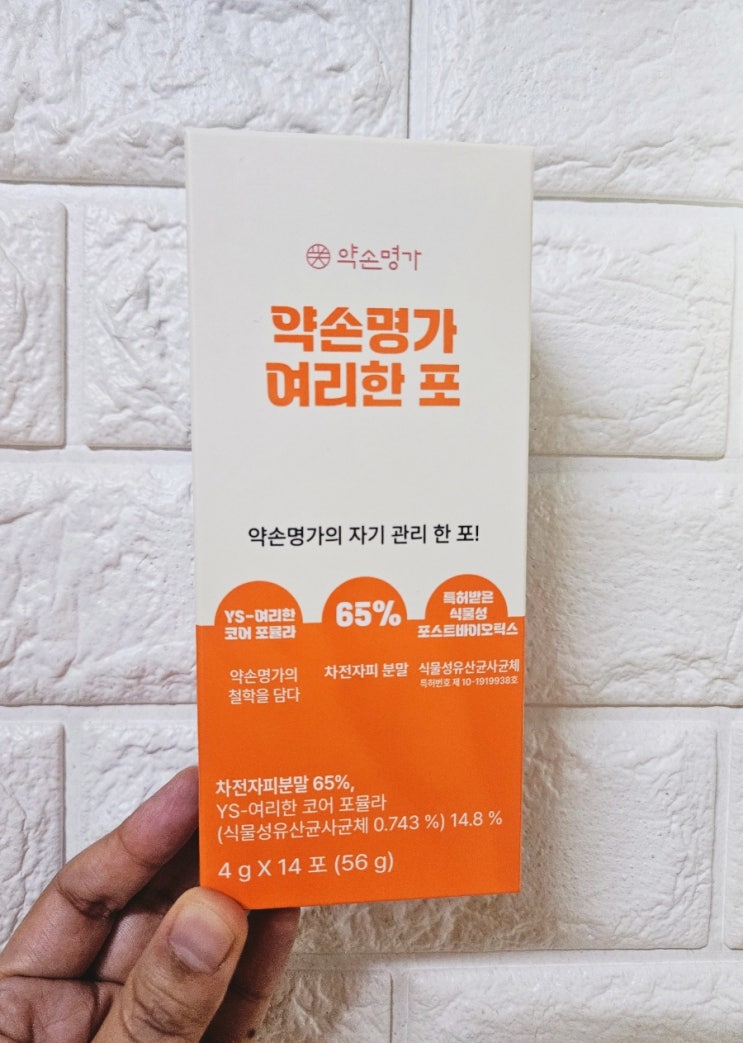 약손명가
약손명가
여리한 포
약손명가의 자기 관리 한 포!
YS-여리한
코어 포뮬라
65%
특허받은
식물성
포스트바이오틱스
약손명가의
철학을 담다
차전자피 분말
식물성유산균사균체
특허번호 제 10-1919938호
차전자피분말 65%,
YS-여리한 코어 포뮬라
(식물성유산균사균체 0.743 %) 14.8 %
4 g X 14 포 (56 g)